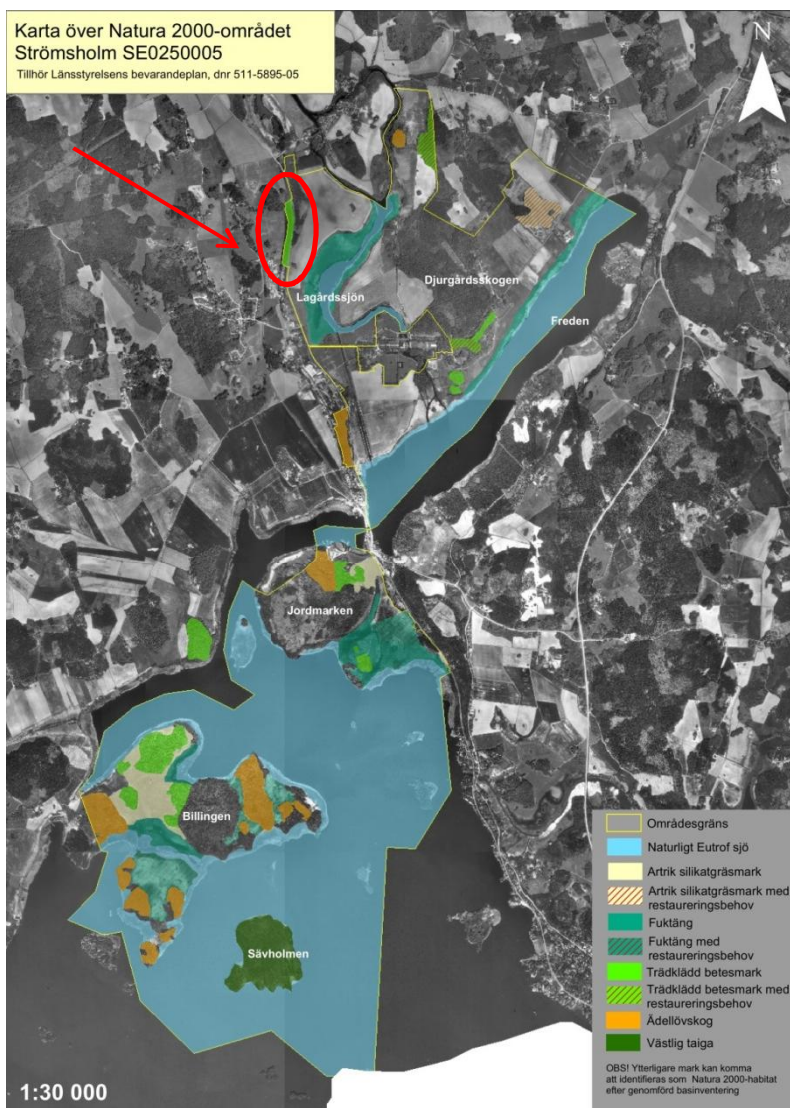 Karta över Natura 2000-området
Strömsholm SE0250005
Tillhör Länsstyrelsens bevarandeplan, dnr 511-5895-05
N
Djurgårdsskogen
Lagårdssjön
Freden
Jordmarken
Billingen
Sävholmen
Områdesgräns
Naturligt Eutrof sjö
Artrik silikatgräsmark
Artrik silikatgräsmark med
restaureringsbehov
Fuktäng
Fuktäng med
restaureringsbehov
Trädklädd betesmark
Trädklädd betesmark med
restaureringsbehov
Ädellövskog
Västlig taiga
OBS! Ytterligare mark kan komma
att identifieras som Natura 2000-habitat
efter genomförd basinventering
1:30 000